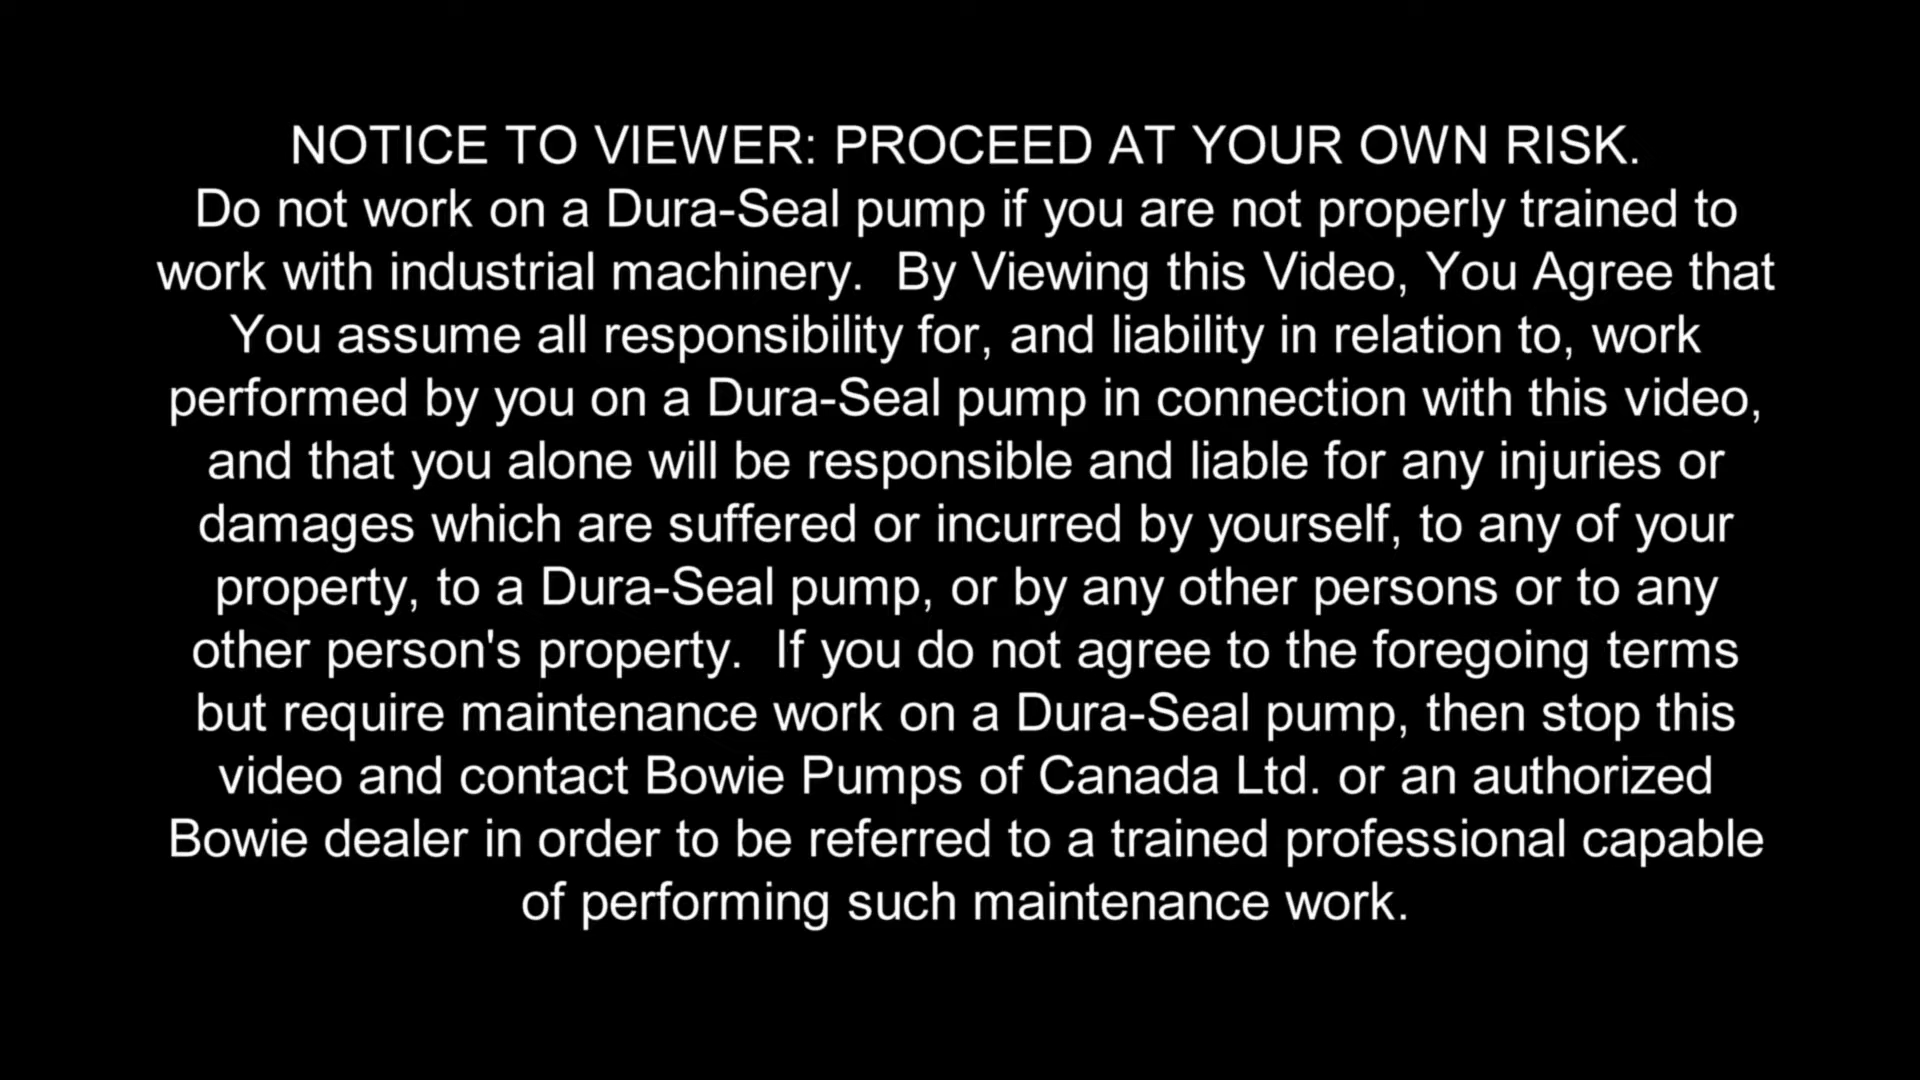 NOTICE TO VIEWER: PROCEED AT YOUR OWN RISK.
Do not work on a Dura-Seal pump if you are not properly trained to
work with industrial machinery.  By Viewing this Video, You Agree that
You assume all responsibility for, and liability in relation to, work
performed by you on a Dura-Seal pump in connection with this video,
and that you alone will be responsible and liable for any injuries or
damages which are suffered or incurred by yourself, to any of your
property, to a Dura-Seal pump, or by any other persons or to any
other person's property.  If you do not agree to the foregoing terms
but require maintenance work on a Dura-Seal pump, then stop this
video and contact Bowie Pumps of Canada Ltd. or an authorized
Bowie dealer in order to be referred to a trained professional capable
of performing such maintenance work.